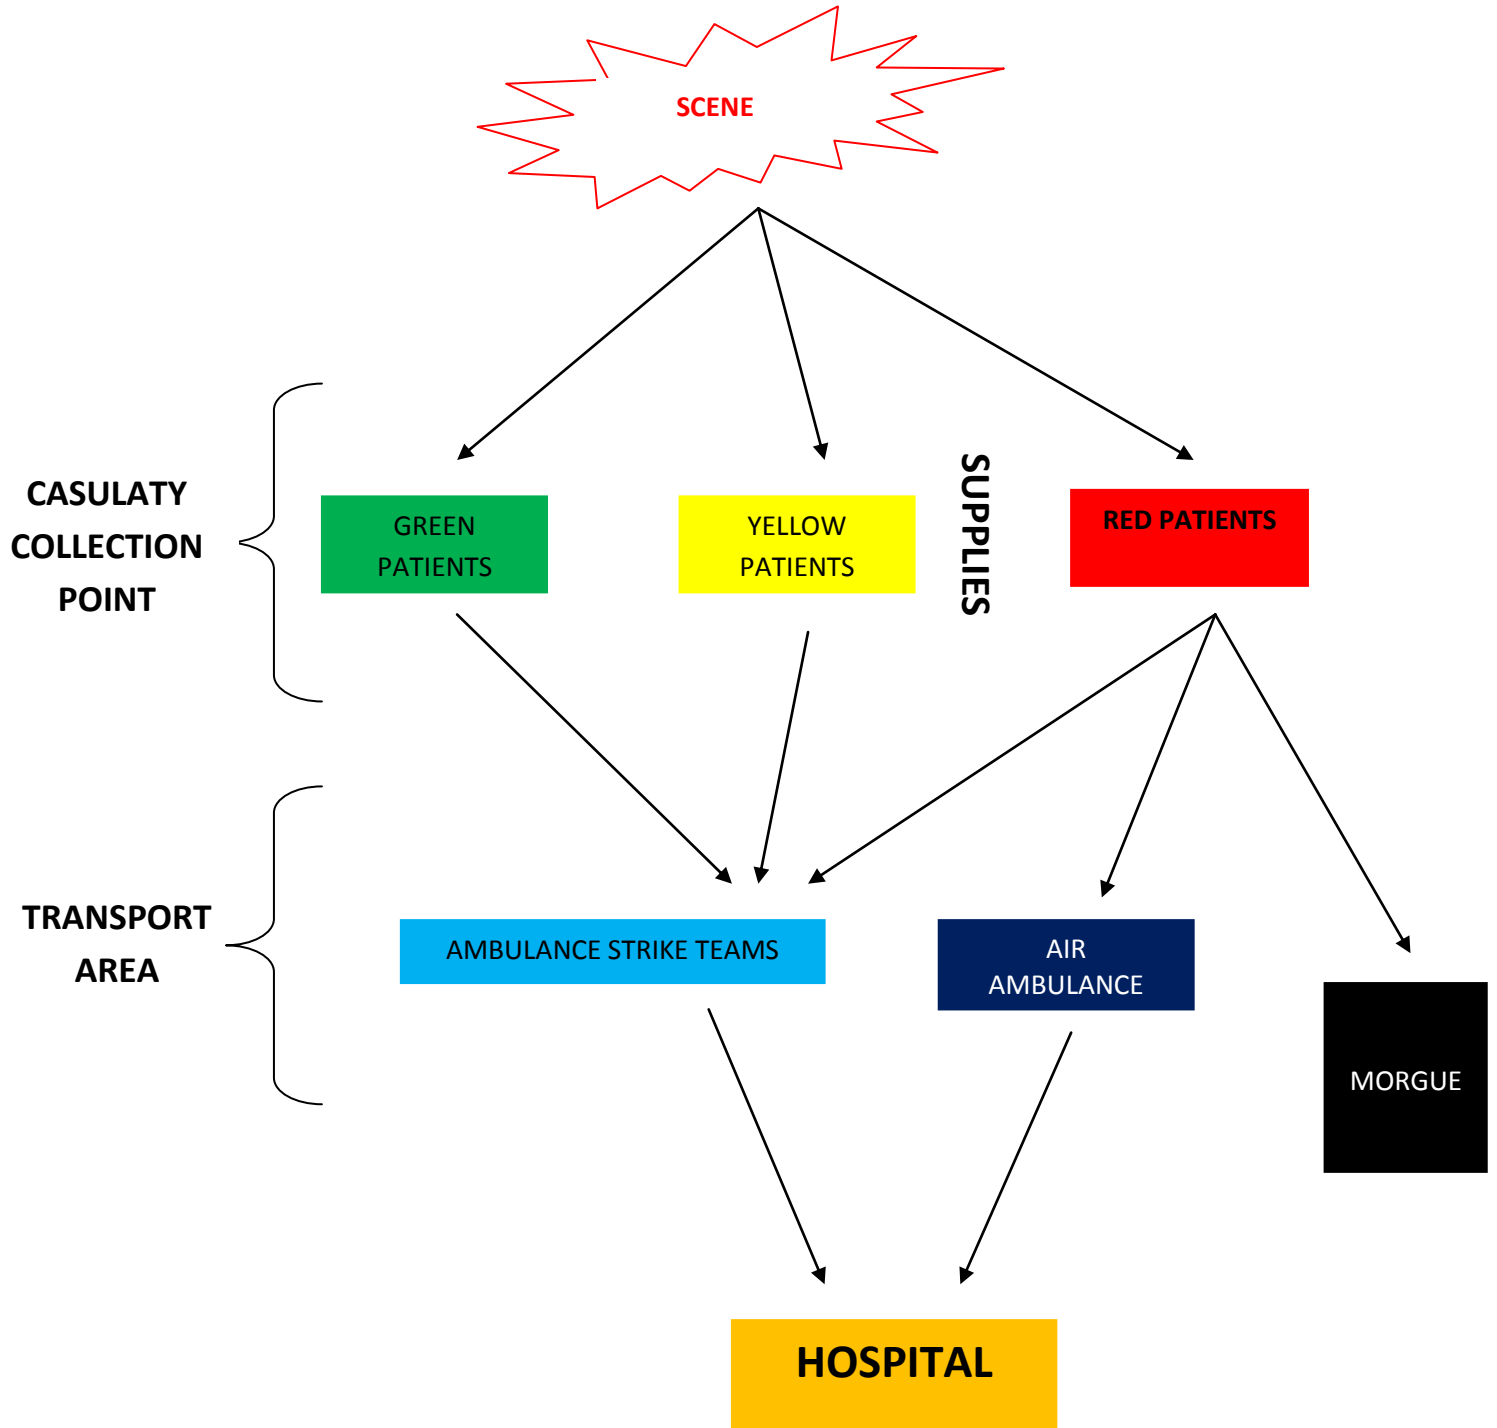 SCENE
CASULATY
COLLECTION
POINT
GREEN
PATIENTS
YELLOW
PATIENTS
SUPPLIES
RED PATIENTS
TRANSPORT
AREA
AMBULANCE STRIKE TEAMS
AIR
AMBULANCE
MORGUE
HOSPITAL